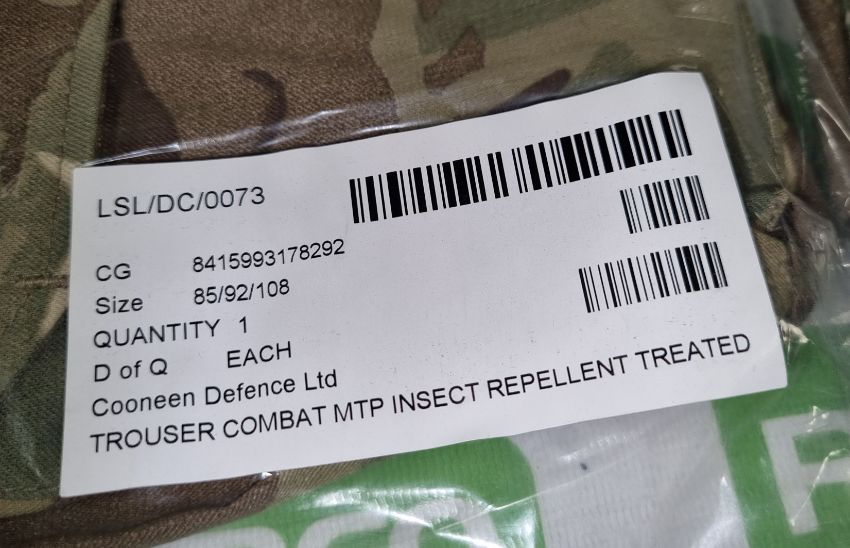 LSL/DC/0073
CG 8415993178292
Size 85/92/108
QUANTITY 1
D of Q EACH
Cooneen Defence Ltd
TROUSER COMBAT MTP INSECT REPELLENT TREATED